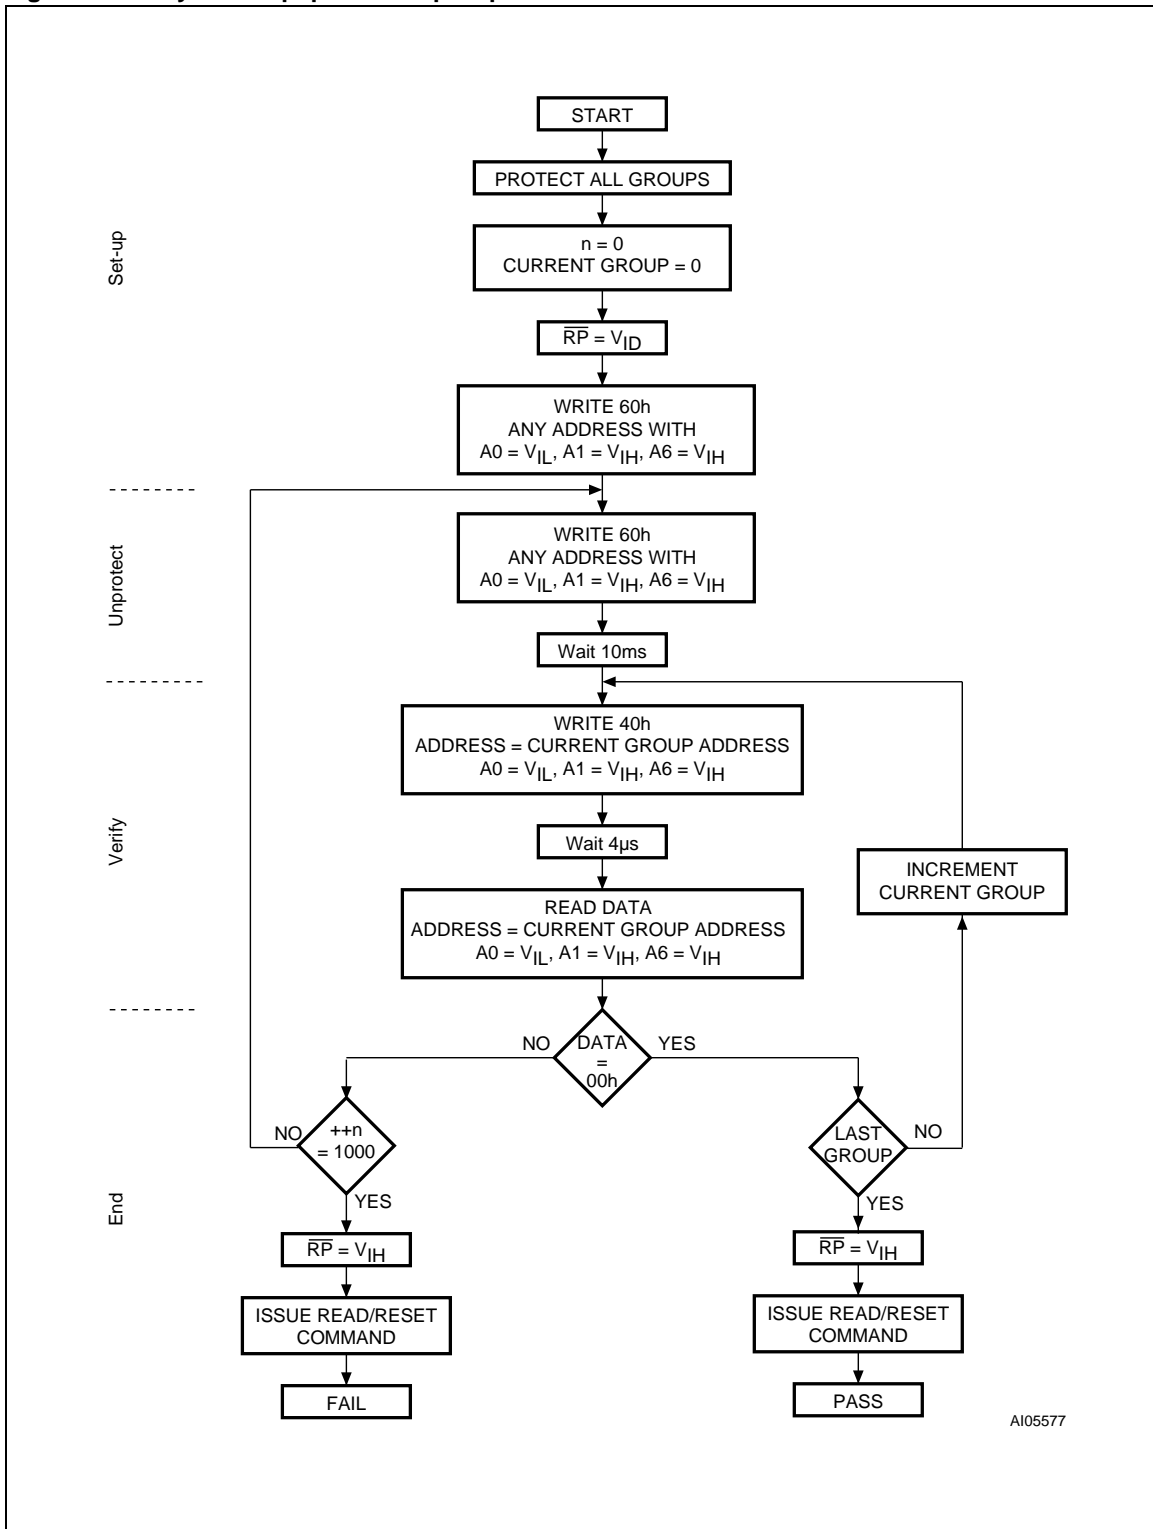 START
PROTECT ALL GROUPS
n = 0
CURRENT GROUP = 0
RP = VID
WRITE 60h
ANY ADDRESS WITH
A0 = VIL, A1 = VIH, A6 = VIH
Set-up
WRITE 60h
ANY ADDRESS WITH
A0 = VIL, A1 = VIH, A6 = VIH
Unprotect
Wait 10ms
WRITE 40h
ADDRESS = CURRENT GROUP ADDRESS
A0 = VIL, A1 = VIH, A6 = VIH
Wait 4µs
Verify
INCREMENT
CURRENT GROUP
READ DATA
ADDRESS = CURRENT GROUP ADDRESS
A0 = VIL, A1 = VIH, A6 = VIH
NO
DATA
=
00h
YES
NO
++n
= 1000
LAST
GROUP
NO
YES
YES
End
RP = VIH
RP = VIH
ISSUE READ/RESET
COMMAND
ISSUE READ/RESET
COMMAND
FAIL
PASS
AI05577